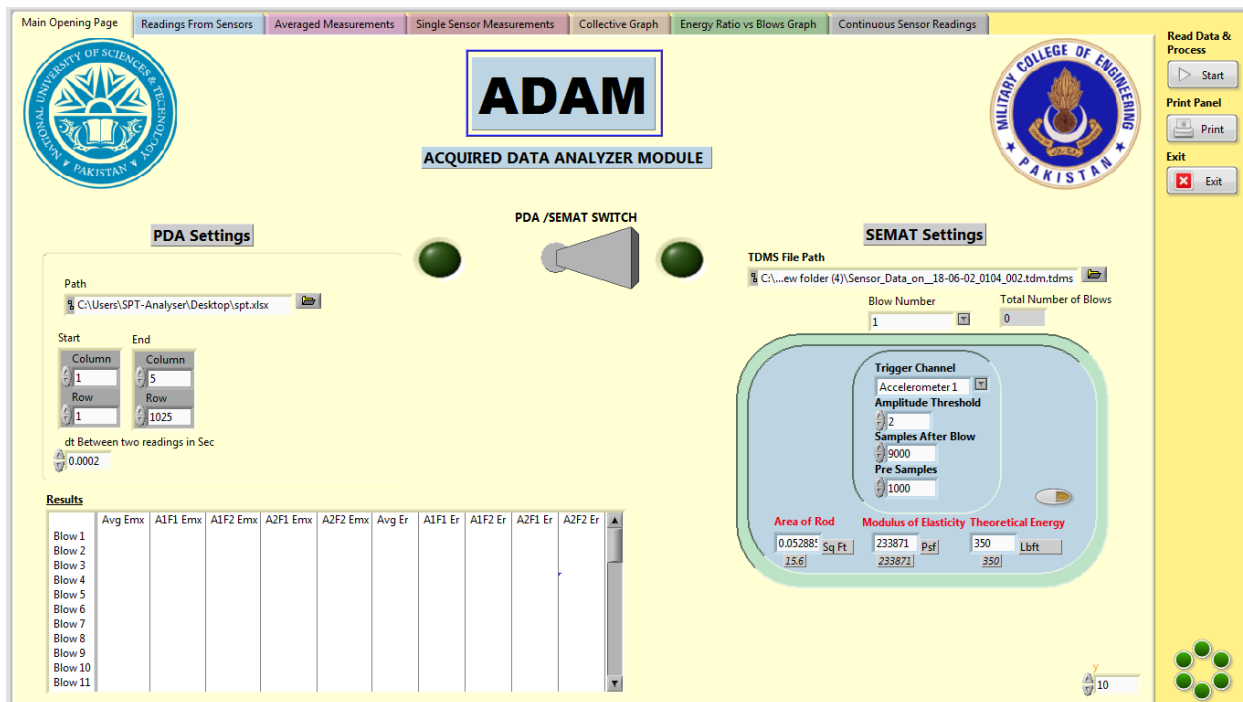 Main Opening Page
Readings From Sensors
Averaged Measurements
Single Sensor Measurements
Collective Graph
Energy Ratio vs Blows Graph
Continuous Sensor Readings
Read Data &
Process
Start
Print Panel
Print
Exit
Exit
NATIONAL UNIVERSITY OF SCIENCES & TECHNOLOGY
PAKISTAN
ADAM
ACQUIRED DATA ANALYZER MODULE
MILITARY COLLEGE OF ENGINEERING
PAKISTAN
PDA /SEMAT SWITCH
PDA Settings
Path
C:\Users\SPT-Analyser\Desktop\spt.xlsx
Start End
Column Column
1 5
Row Row
1 1025
dt Between two readings in Sec
0.0002
SEMAT Settings
TDMS File Path
C:\...ew folder (4)\Sensor_Data_on__18-06-02_0104_002.tdm.tdms
Blow Number Total Number of Blows
1 0
Trigger Channel
Accelerometer 1
Amplitude Threshold
2
Samples After Blow
9000
Pre Samples
1000
Area of Rod Modulus of Elasticity Theoretical Energy
0.05288 Sq Ft 233871 Psf 350 Lbft
15.6 233871 350
Results
Avg Emx A1F1 Emx A1F2 Emx A2F1 Emx A2F2 Emx Avg Er A1F1 Er A1F2 Er A2F1 Er A2F2 Er
Blow 1
Blow 2
Blow 3
Blow 4
Blow 5
Blow 6
Blow 7
Blow 8
Blow 9
Blow 10
Blow 11
y
10